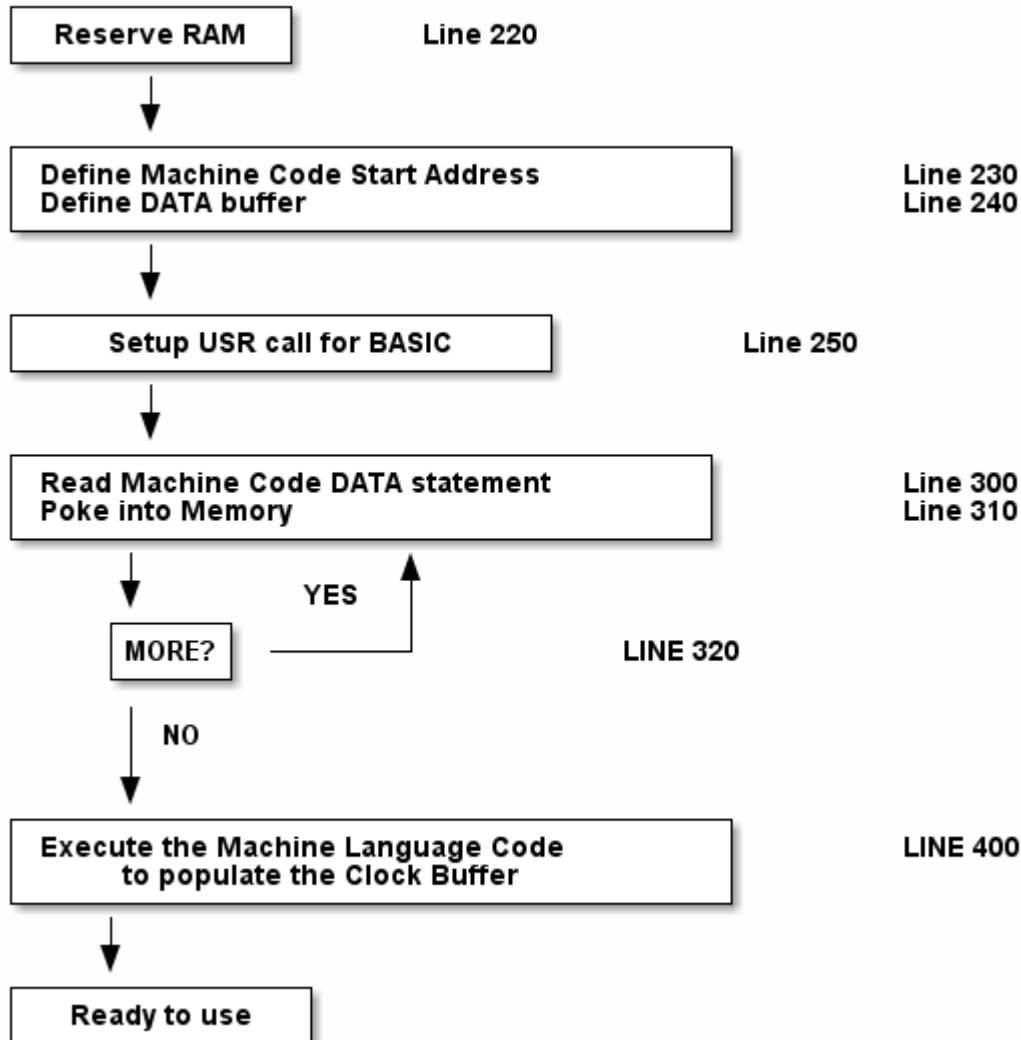 Reserve RAM Line 220
Define Machine Code Start Address Line 230
Define DATA buffer Line 240
Setup USR call for BASIC Line 250
Read Machine Code DATA statement Line 300
Poke into Memory Line 310
YES
MORE? LINE 320
NO
Execute the Machine Language Code LINE 400
to populate the Clock Buffer
Ready to use